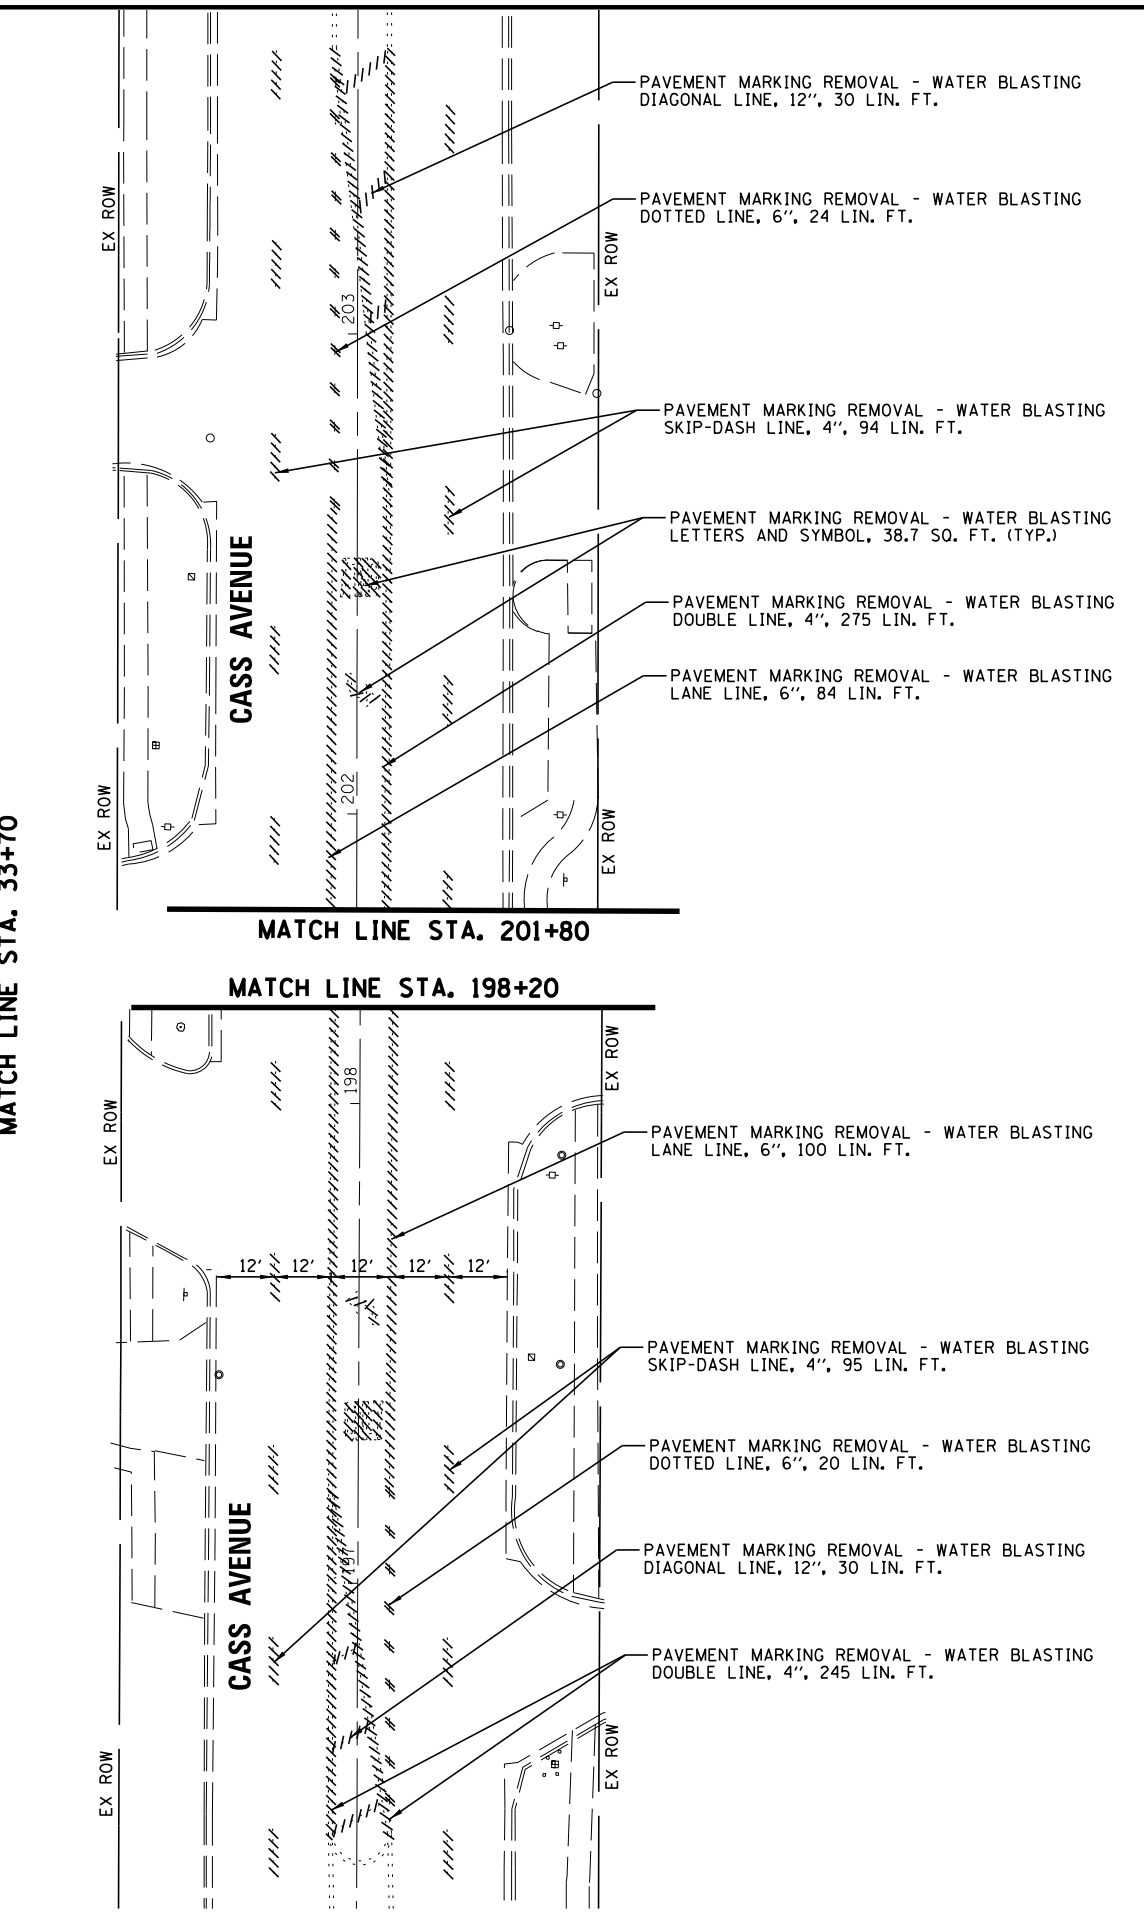 PAVEMENT MARKING REMOVAL - WATER BLASTING
DIAGONAL LINE, 12", 30 LIN. FT.
EX ROW
PAVEMENT MARKING REMOVAL - WATER BLASTING
DOTTED LINE, 6", 24 LIN. FT.
EX ROW
203
PAVEMENT MARKING REMOVAL - WATER BLASTING
SKIP-DASH LINE, 4", 94 LIN. FT.
PAVEMENT MARKING REMOVAL - WATER BLASTING
LETTERS AND SYMBOL, 38.7 SQ. FT. (TYP.)
CASS AVENUE
PAVEMENT MARKING REMOVAL - WATER BLASTING
DOUBLE LINE, 4", 275 LIN. FT.
PAVEMENT MARKING REMOVAL - WATER BLASTING
LANE LINE, 6", 84 LIN. FT.
202
EX ROW
EX ROW
MATCH LINE STA. 33+70
MATCH LINE STA. 201+80
MATCH LINE STA. 198+20
EX ROW
198
EX ROW
PAVEMENT MARKING REMOVAL - WATER BLASTING
LANE LINE, 6", 100 LIN. FT.
12' 12' 12' 12' 12'
PAVEMENT MARKING REMOVAL - WATER BLASTING
SKIP-DASH LINE, 4", 95 LIN. FT.
PAVEMENT MARKING REMOVAL - WATER BLASTING
DOTTED LINE, 6", 20 LIN. FT.
CASS AVENUE
197
PAVEMENT MARKING REMOVAL - WATER BLASTING
DIAGONAL LINE, 12", 30 LIN. FT.
PAVEMENT MARKING REMOVAL - WATER BLASTING
DOUBLE LINE, 4", 245 LIN. FT.
EX ROW
EX ROW